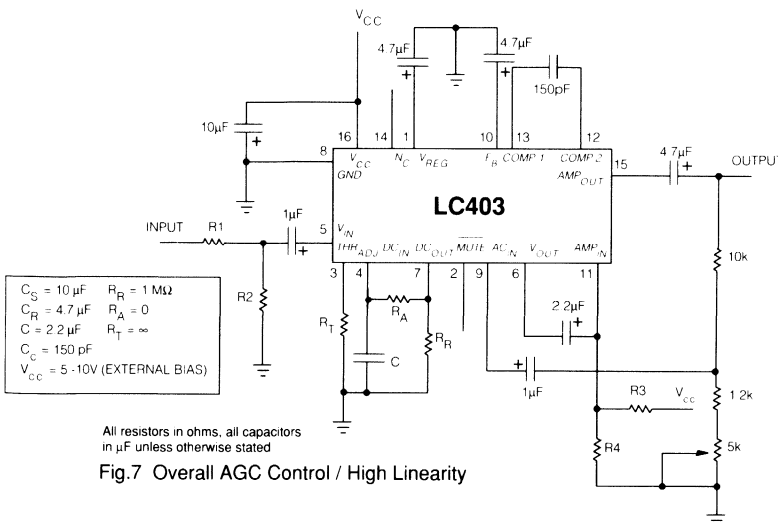 V_CC
4.7µF
4.7µF
150pF
10µF
16
14
1
10
13
12
8
V_CC
N_C
V_REG
F_B
COMP 1
COMP 2
15
GND
AMP_OUT
4.7µF
OUTPU
LC403
INPUT
R1
1µF
5
V_IN
THR_ADJ
DC_IN
DC_OUT
MUTE
AC_IN
V_OUT
AMP_IN
3
4
7
2
9
6
11
10k
R2
C_S = 10 µF R_R = 1 MΩ
C_R = 4.7 µF R_A = 0
C = 2.2 µF R_T = ∞
C_C = 150 pF
V_CC = 5 -10V (EXTERNAL BIAS)
R_T
R_A
R_R
C
2.2µF
1µF
R3
V_CC
1.2k
R4
5k
All resistors in ohms, all capacitors
in µF unless otherwise stated
Fig.7 Overall AGC Control / High Linearity